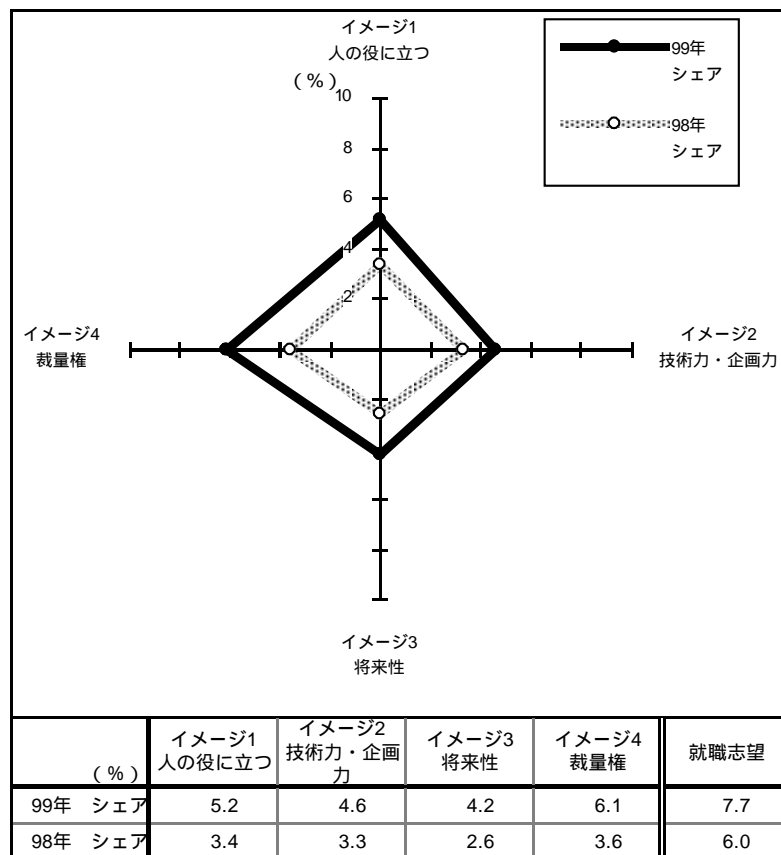 イメージ1
人の役に立つ
(%)
10
8
6
4
2
99年
シェア
98年
シェア
イメージ4
裁量権
イメージ2
技術力・企画力
イメージ3
将来性
(%)
イメージ1
人の役に立つ
イメージ2
技術力・企画
力
イメージ3
将来性
イメージ4
裁量権
就職志望
99年 シェア 5.2 4.6 4.2 6.1 7.7
98年 シェア 3.4 3.3 2.6 3.6 6.0